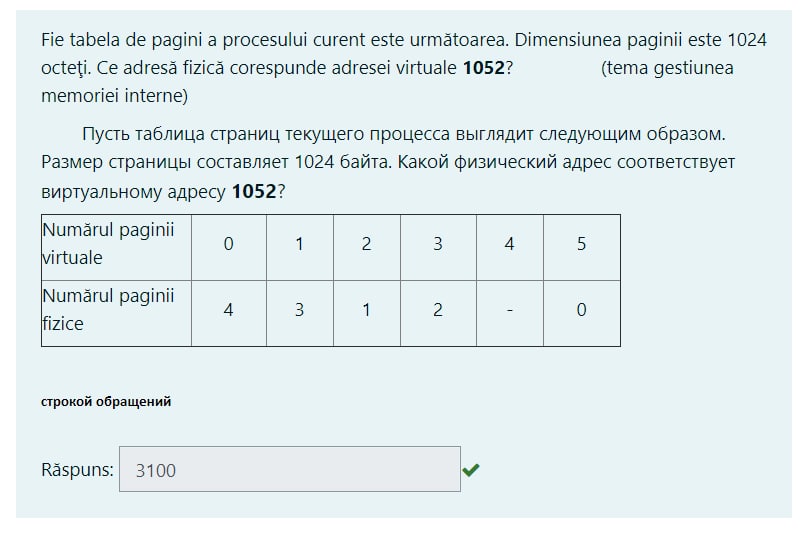 Fie tabela de pagini a procesului curent este următoarea. Dimensiunea paginii este 1024
octeţi. Ce adresă fizică corespunde adresei virtuale 1052? (tema gestiunea
memoriei interne)
Пусть таблица страниц текущего процесса выглядит следующим образом.
Размер страницы составляет 1024 байта. Какой физический адрес соответствует
виртуальному адресу 1052?
Numărul paginii
virtuale
0 1 2 3 4 5
Numărul paginii
fizice
4 3 1 2 - 0
строкой обращений
Răspuns: 3100